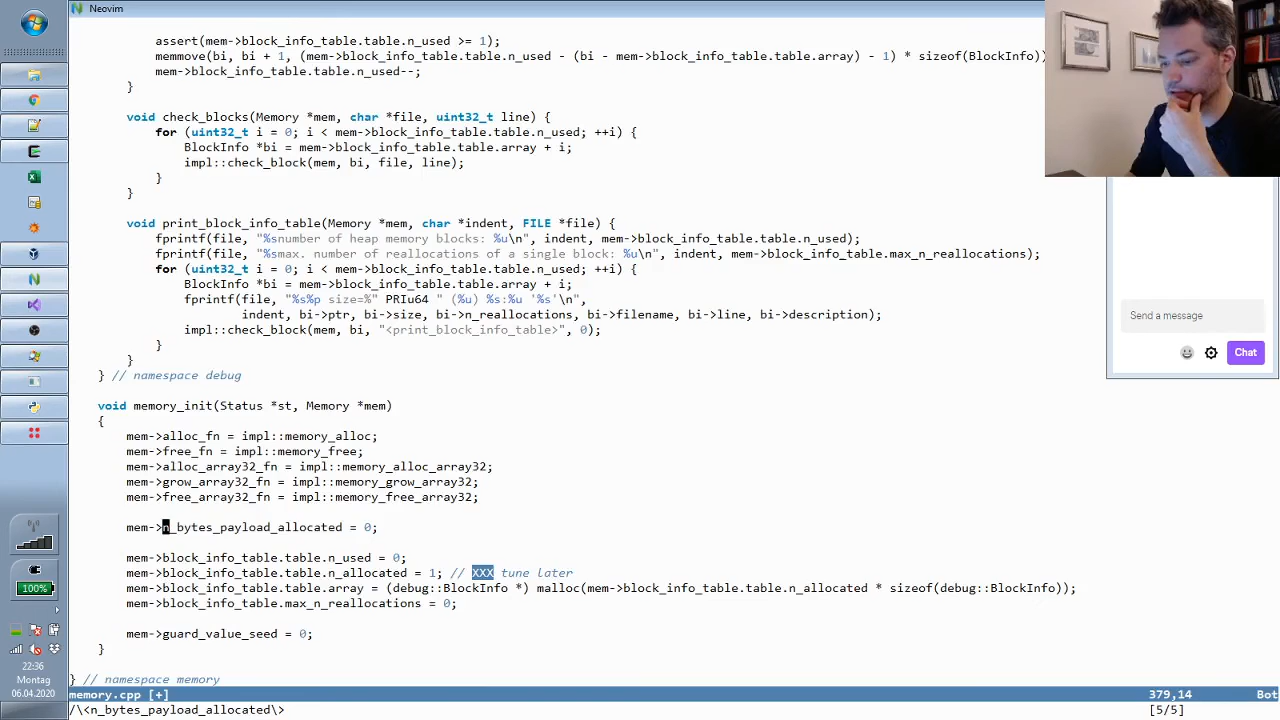 Neovim
assert(mem->block_info_table.table.n_used >= 1);
memmove(bi, bi + 1, (mem->block_info_table.table.n_used - (bi - mem->block_info_table.table.array) - 1) * sizeof(BlockInfo))
mem->block_info_table.table.n_used--;
}
void check_blocks(Memory *mem, char *file, uint32_t line) {
for (uint32_t i = 0; i < mem->block_info_table.table.n_used; ++i) {
BlockInfo *bi = mem->block_info_table.table.array + i;
impl::check_block(mem, bi, file, line);
}
}
void print_block_info_table(Memory *mem, char *indent, FILE *file) {
fprintf(file, "%snumber of heap memory blocks: %u\n", indent, mem->block_info_table.table.n_used);
fprintf(file, "%smax. number of reallocations of a single block: %u\n", indent, mem->block_info_table.max_n_reallocations);
for (uint32_t i = 0; i < mem->block_info_table.table.n_used; ++i) {
BlockInfo *bi = mem->block_info_table.table.array + i;
fprintf(file, "%s%p size=%" PRIu64 " (%u) %s:%u '%s'\n",
indent, bi->ptr, bi->size, bi->n_reallocations, bi->filename, bi->line, bi->description);
impl::check_block(mem, bi, "<print_block_info_table>", 0);
}
}
} // namespace debug
void memory_init(Status *st, Memory *mem)
{
mem->alloc_fn = impl::memory_alloc;
mem->free_fn = impl::memory_free;
mem->alloc_array32_fn = impl::memory_alloc_array32;
mem->grow_array32_fn = impl::memory_grow_array32;
mem->free_array32_fn = impl::memory_free_array32;
mem->n_bytes_payload_allocated = 0;
mem->block_info_table.table.n_used = 0;
mem->block_info_table.table.n_allocated = 1; // XXX tune later
mem->block_info_table.table.array = (debug::BlockInfo *) malloc(mem->block_info_table.table.n_allocated * sizeof(debug::BlockInfo));
mem->block_info_table.max_n_reallocations = 0;
mem->guard_value_seed = 0;
}
} // namespace memory
memory.cpp [+] 379,14 Bot
/\<n_bytes_payload_allocated\> [5/5]
Send a message
Chat
100%
22:36
Montag
06.04.2020